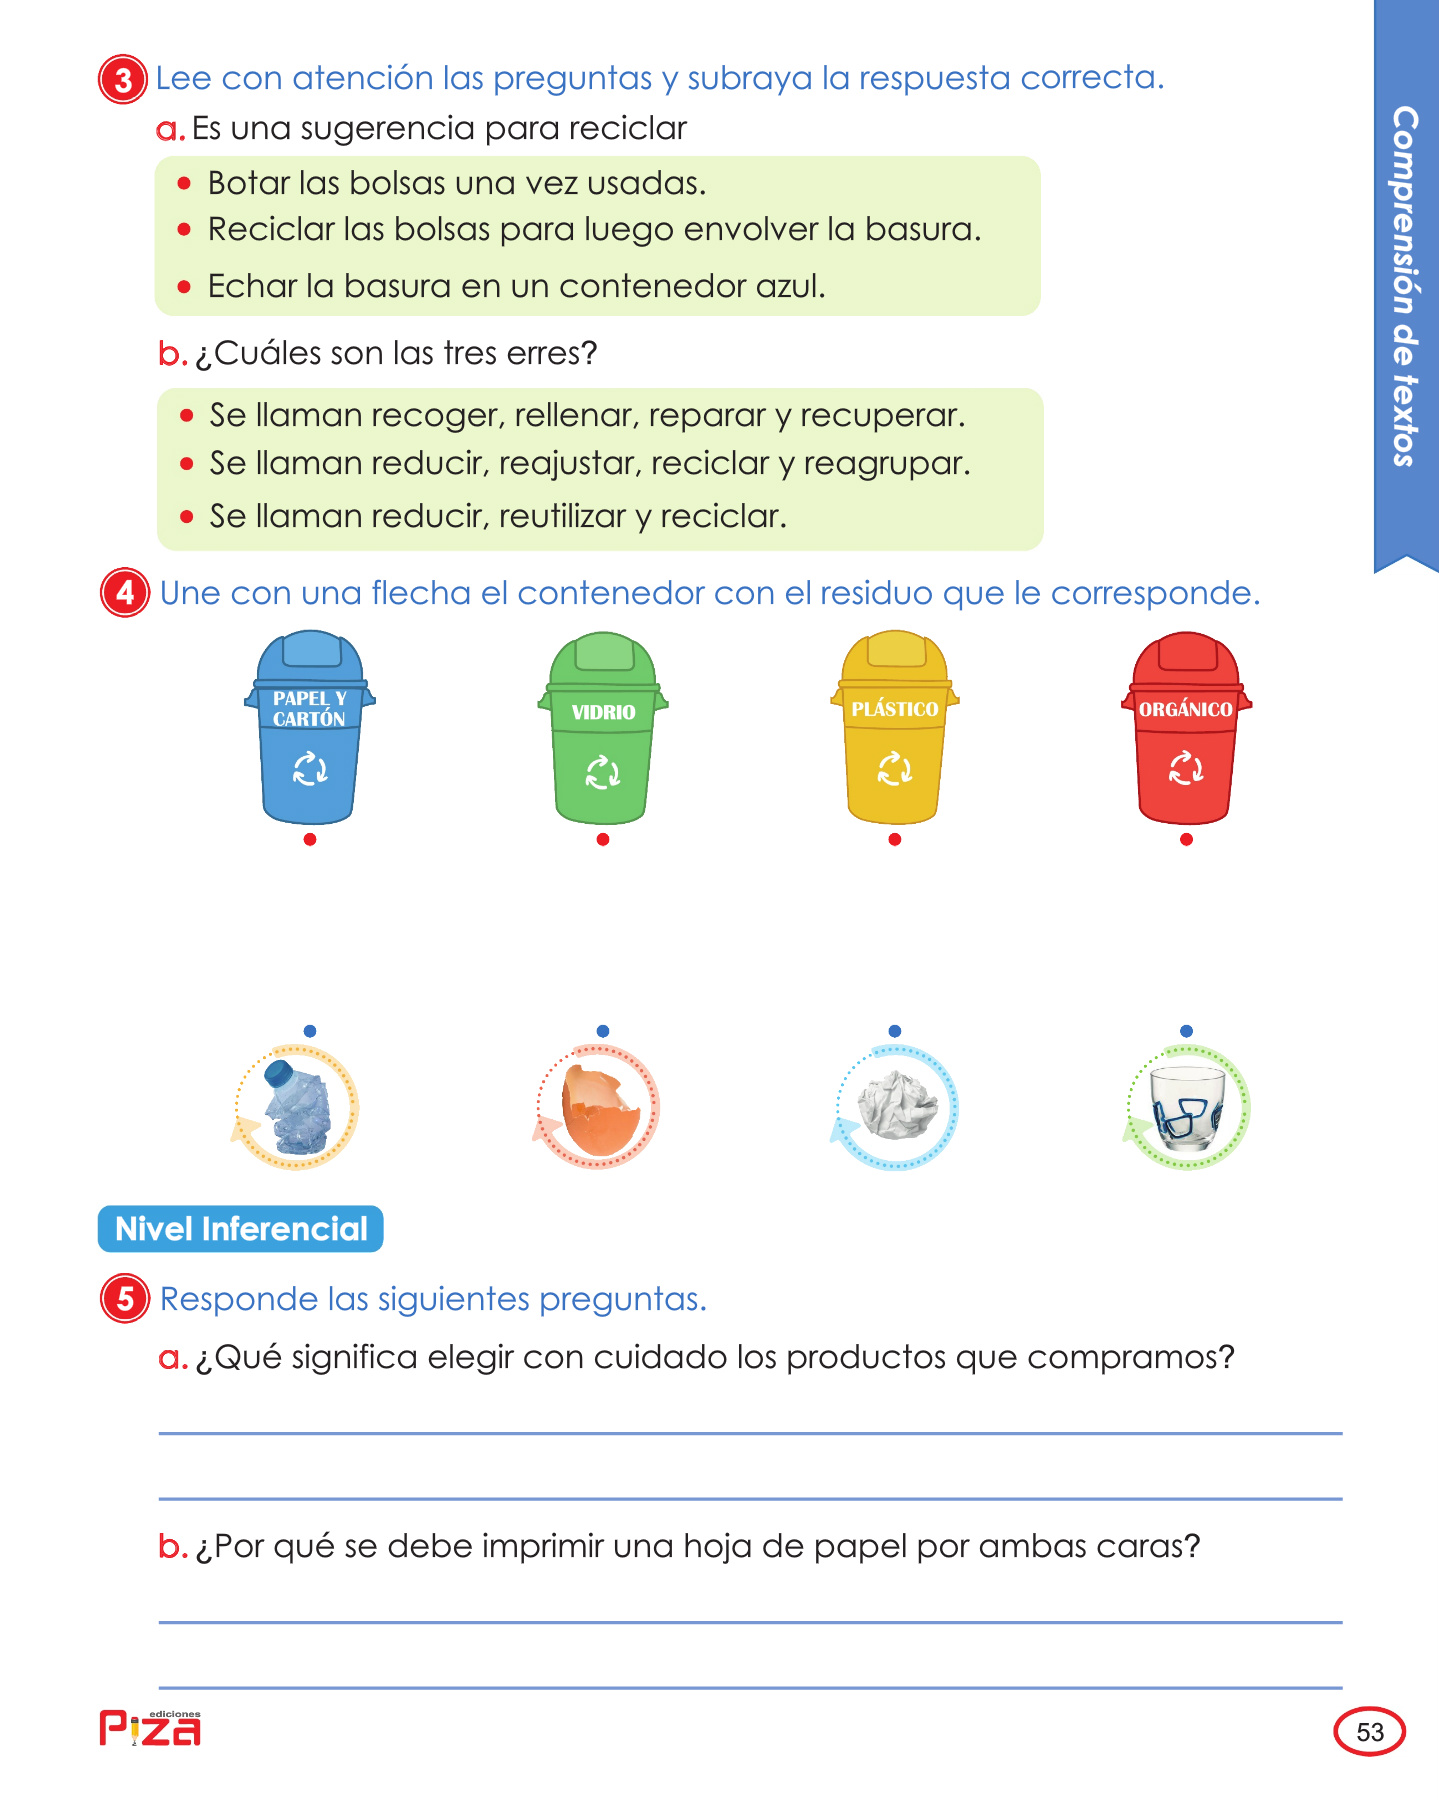 3 Lee con atención las preguntas y subraya la respuesta correcta.
a. Es una sugerencia para reciclar
• Botar las bolsas una vez usadas.
• Reciclar las bolsas para luego envolver la basura.
• Echar la basura en un contenedor azul.
b. ¿Cuáles son las tres erres?
• Se llaman recoger, rellenar, reparar y recuperar.
• Se llaman reducir, reajustar, reciclar y reagrupar.
• Se llaman reducir, reutilizar y reciclar.
Comprensión de textos
4 Une con una flecha el contenedor con el residuo que le corresponde.
PAPEL Y
CARTÓN
VIDRIO
PLÁSTICO
ORGÁNICO
Nivel Inferencial
5 Responde las siguientes preguntas.
a. ¿Qué significa elegir con cuidado los productos que compramos?
b. ¿Por qué se debe imprimir una hoja de papel por ambas caras?
ediciones
Piza
53